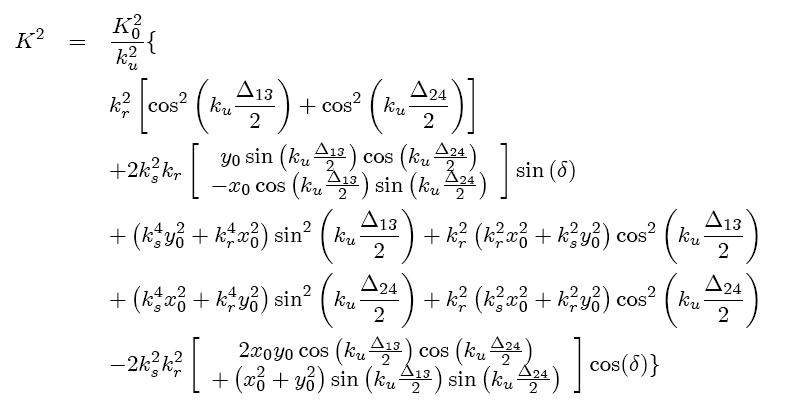 K^2 = \frac{K_0^2}{k_u^2} \{
k_r^2 \left[ \cos^2 \left( k_u \frac{\Delta_{13}}{2} \right) + \cos^2 \left( k_u \frac{\Delta_{24}}{2} \right) \right]
+2k_s^2 k_r \left[ \begin{array}{c} y_0 \sin \left( k_u \frac{\Delta_{13}}{2} \right) \cos \left( k_u \frac{\Delta_{24}}{2} \right) \\ -x_0 \cos \left( k_u \frac{\Delta_{13}}{2} \right) \sin \left( k_u \frac{\Delta_{24}}{2} \right) \end{array} \right] \sin (\delta)
+ \left( k_s^4 y_0^2 + k_r^4 x_0^2 \right) \sin^2 \left( k_u \frac{\Delta_{13}}{2} \right) + k_r^2 \left( k_r^2 x_0^2 + k_s^2 y_0^2 \right) \cos^2 \left( k_u \frac{\Delta_{13}}{2} \right)
+ \left( k_s^4 x_0^2 + k_r^4 y_0^2 \right) \sin^2 \left( k_u \frac{\Delta_{24}}{2} \right) + k_r^2 \left( k_s^2 x_0^2 + k_r^2 y_0^2 \right) \cos^2 \left( k_u \frac{\Delta_{24}}{2} \right)
-2k_s^2 k_r^2 \left[ \begin{array}{c} 2x_0 y_0 \cos \left( k_u \frac{\Delta_{13}}{2} \right) \cos \left( k_u \frac{\Delta_{24}}{2} \right) \\ + \left( x_0^2 + y_0^2 \right) \sin \left( k_u \frac{\Delta_{13}}{2} \right) \sin \left( k_u \frac{\Delta_{24}}{2} \right) \end{array} \right] \cos(\delta) \}